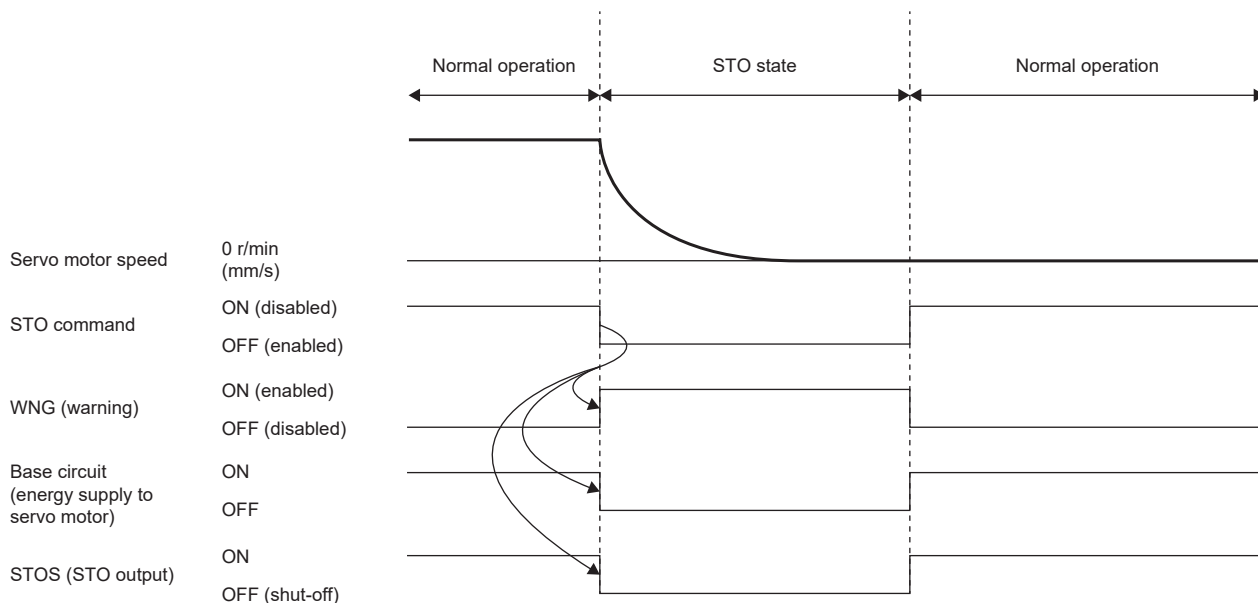 Normal operation STO state Normal operation
Servo motor speed 0 r/min
(mm/s)
STO command ON (disabled)
OFF (enabled)
WNG (warning) ON (enabled)
OFF (disabled)
Base circuit
(energy supply to
servo motor)
ON
OFF
STOS (STO output) ON
OFF (shut-off)